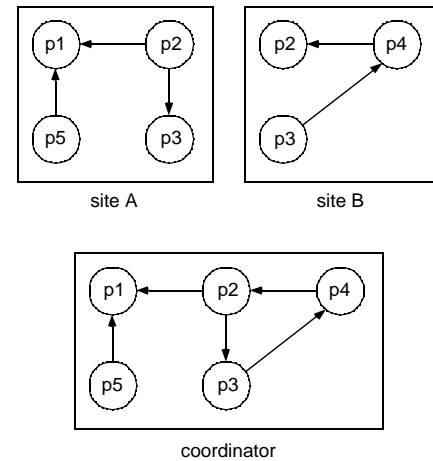 p1 p2
p5 p3
site A
p2 p4
p3
site B
p1 p2 p4
p5 p3
coordinator